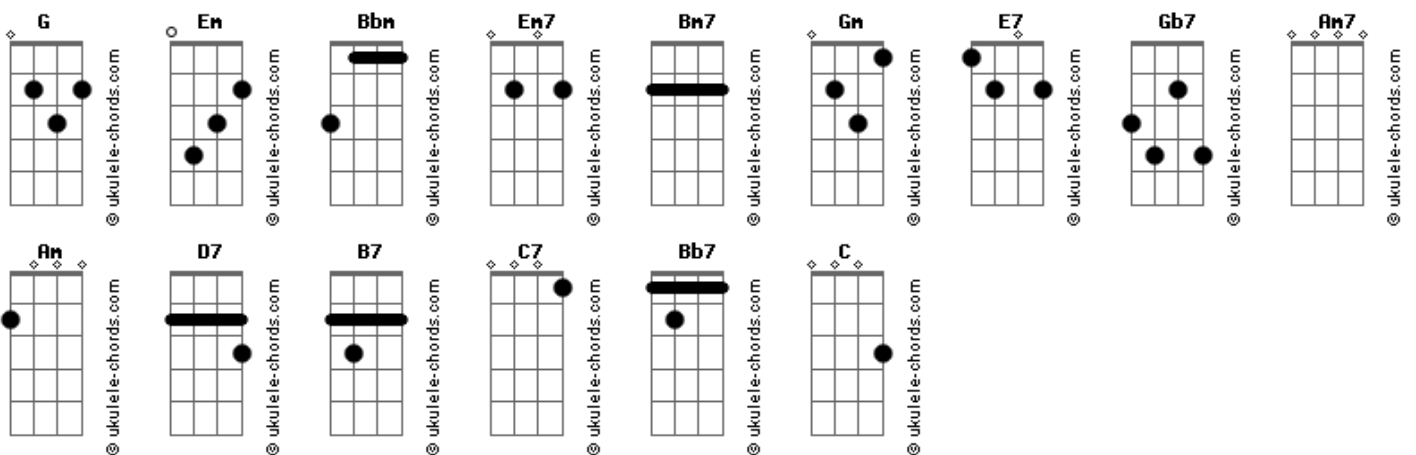 G Em Bbm Em7 Bm7 Gm E7 Gb7 Am7
© ukulele-chords.com © ukulele-chords.com © ukulele-chords.com © ukulele-chords.com © ukulele-chords.com © ukulele-chords.com © ukulele-chords.com © ukulele-chords.com © ukulele-chords.com
Am D7 B7 C7 Bb7 C
© ukulele-chords.com © ukulele-chords.com © ukulele-chords.com © ukulele-chords.com © ukulele-chords.com © ukulele-chords.com